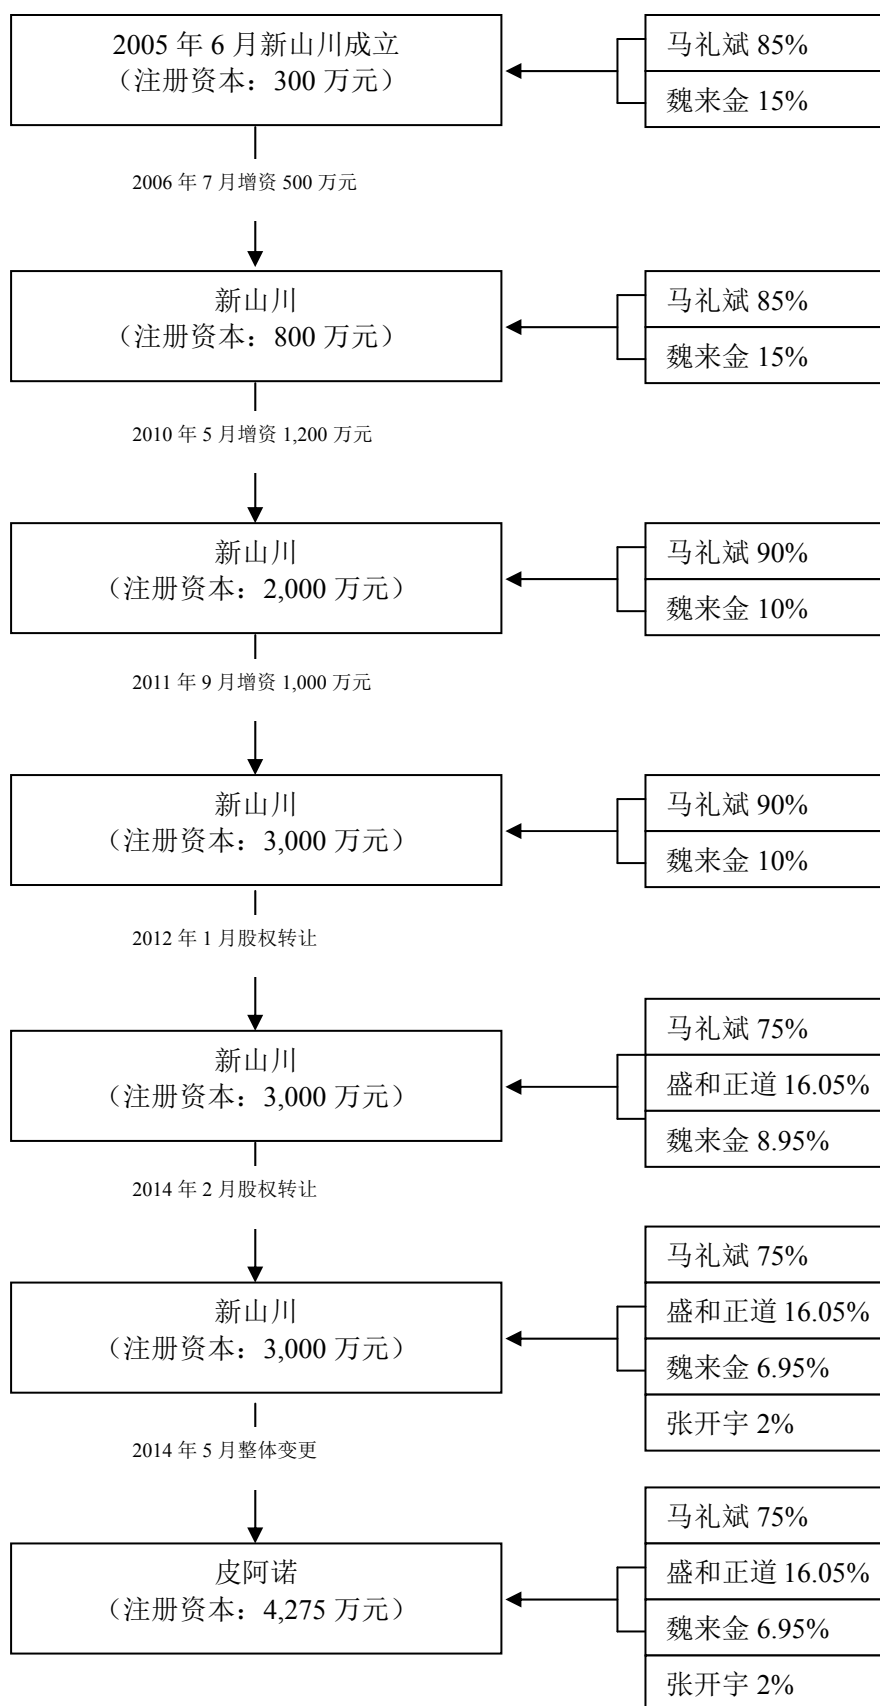 2005 年 6 月新山川成立
（注册资本：300 万元）
马礼斌 85%
魏来金 15%
2006 年 7 月增资 500 万元
新山川
（注册资本：800 万元）
马礼斌 85%
魏来金 15%
2010 年 5 月增资 1,200 万元
新山川
（注册资本：2,000 万元）
马礼斌 90%
魏来金 10%
2011 年 9 月增资 1,000 万元
新山川
（注册资本：3,000 万元）
马礼斌 90%
魏来金 10%
2012 年 1 月股权转让
新山川
（注册资本：3,000 万元）
马礼斌 75%
盛和正道 16.05%
魏来金 8.95%
2014 年 2 月股权转让
新山川
（注册资本：3,000 万元）
马礼斌 75%
盛和正道 16.05%
魏来金 6.95%
张开宇 2%
2014 年 5 月整体变更
皮阿诺
（注册资本：4,275 万元）
马礼斌 75%
盛和正道 16.05%
魏来金 6.95%
张开宇 2%